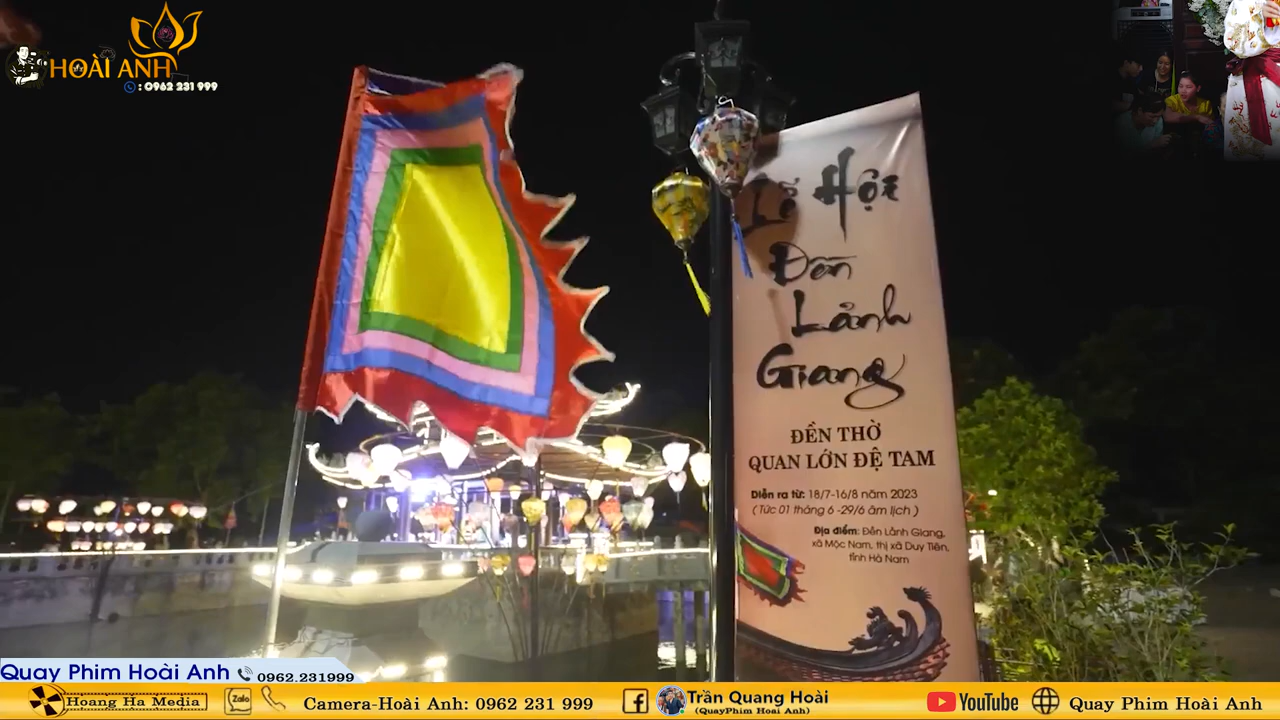 HOÀI ANH
: 0962 231 999
Lễ Hội
Đền
Lảnh
Giang
ĐỀN THỜ
QUAN LỚN ĐỆ TAM
Diễn ra từ: 18/7-16/8 năm 2023
( Tức 01 tháng 6 -29/6 âm lịch )
Địa điểm: Đền Lảnh Giang,
xã Mộc Nam, thị xã Duy Tiên,
tỉnh Hà Nam
Quay Phim Hoài Anh 0962.231999
Hoang Ha Media
Zalo
Camera-Hoài Anh: 0962 231 999
Trần Quang Hoài
(QuayPhim Hoai Anh)
YouTube
Quay Phim Hoài Anh